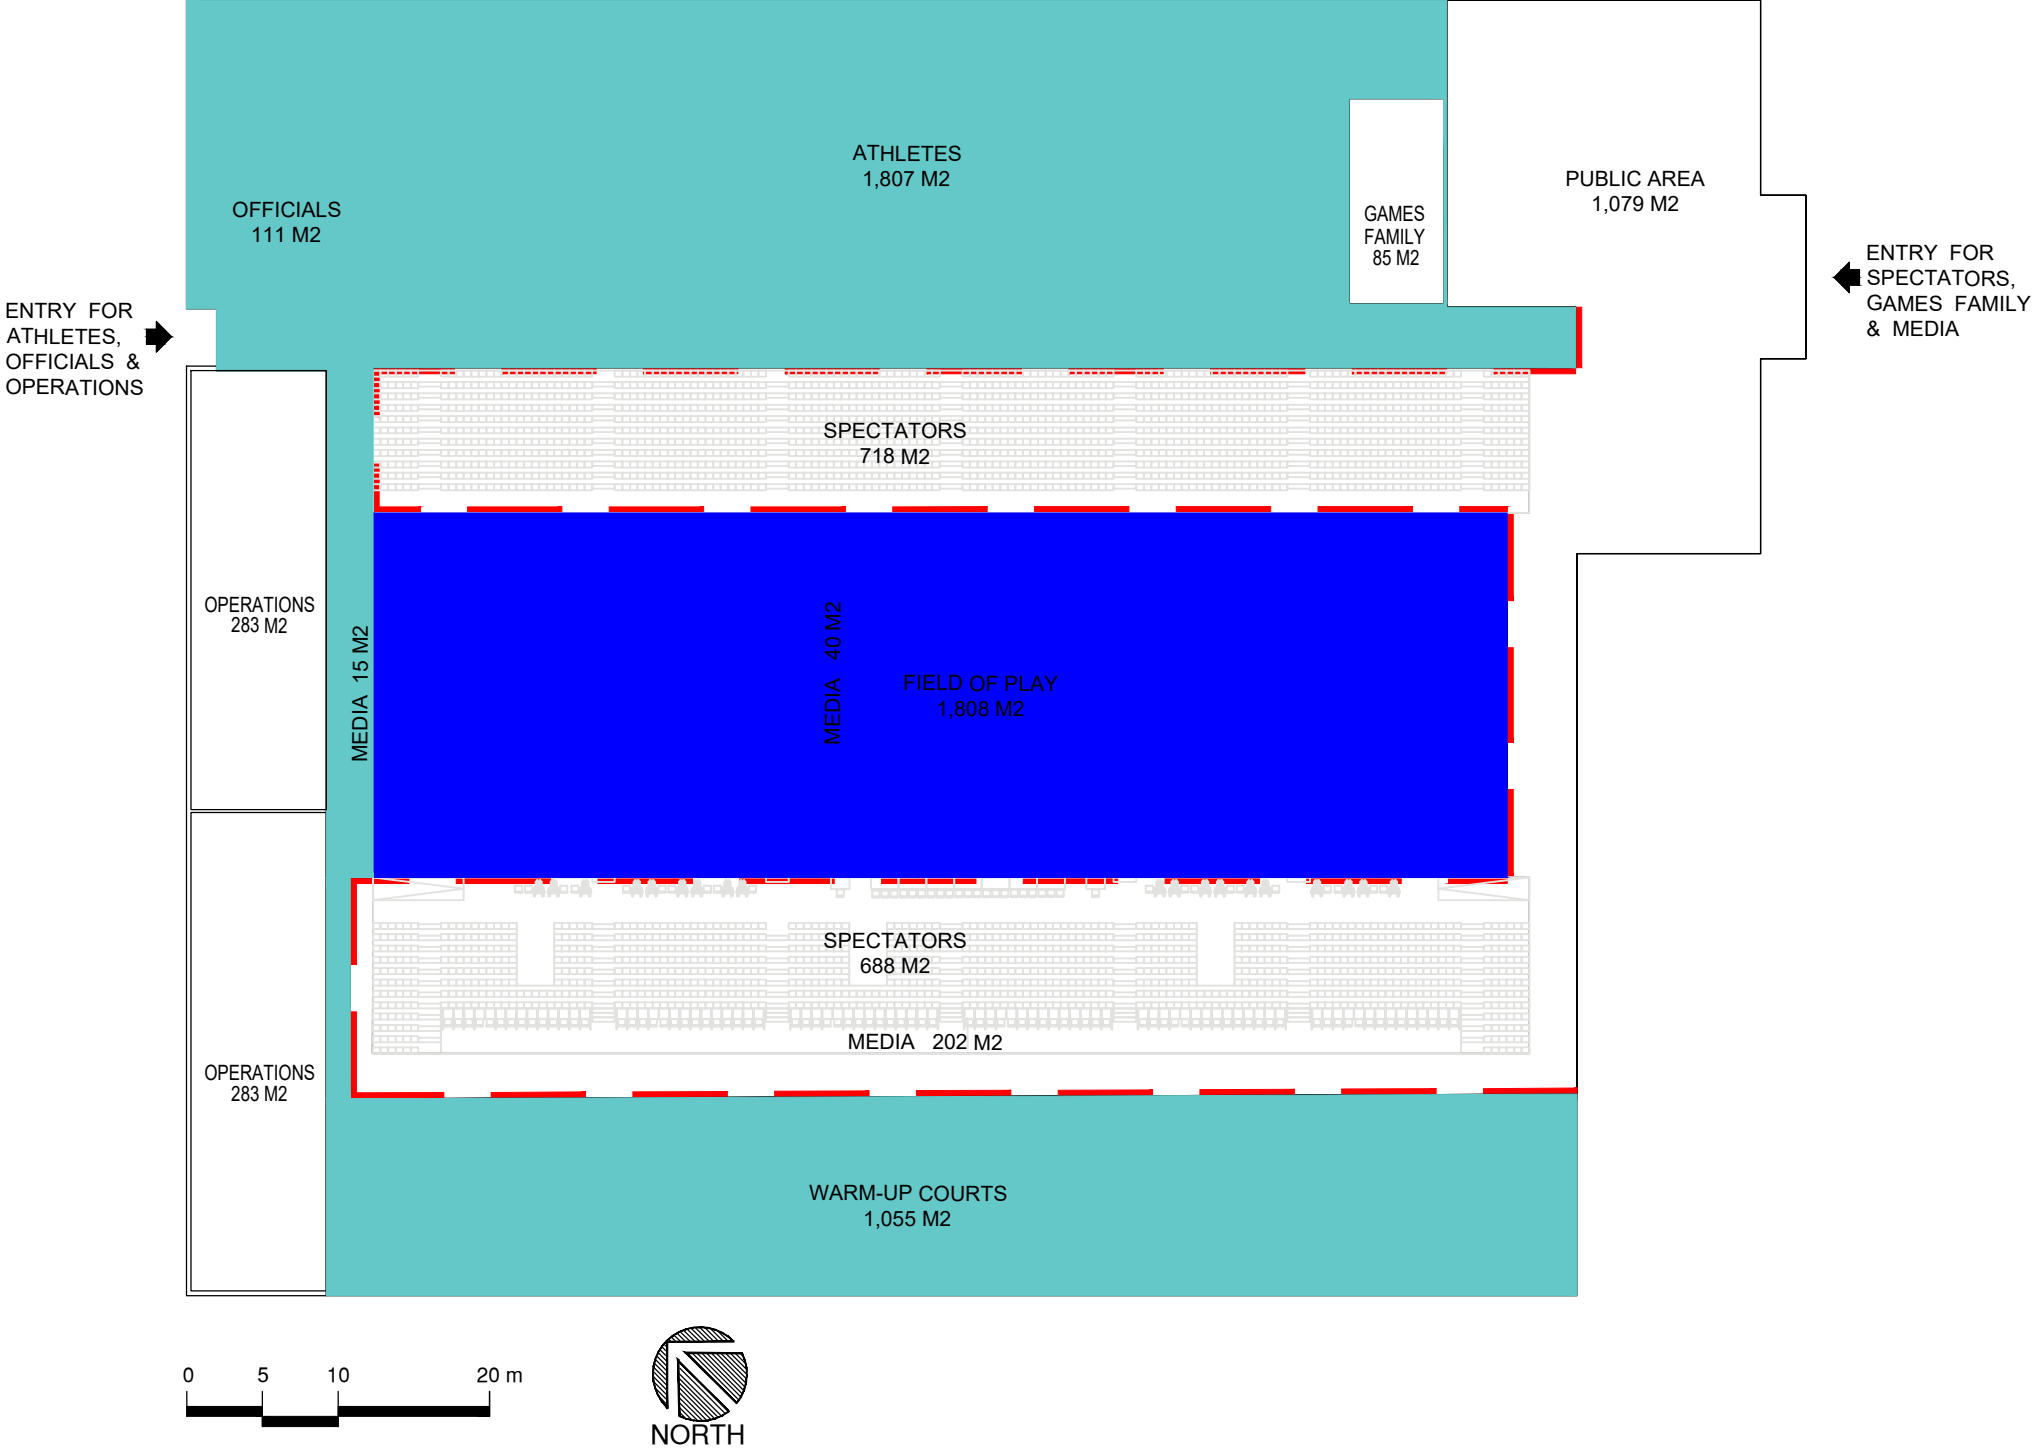 ATHLETES
1,807 M2
OFFICIALS
111 M2
PUBLIC AREA
1,079 M2
GAMES
FAMILY
85 M2
ENTRY FOR
SPECTATORS,
GAMES FAMILY
& MEDIA
ENTRY FOR
ATHLETES,
OFFICIALS &
OPERATIONS
SPECTATORS
718 M2
OPERATIONS
283 M2
MEDIA 15 M2
MEDIA 40 M2
FIELD OF PLAY
1,808 M2
SPECTATORS
688 M2
MEDIA 202 M2
OPERATIONS
283 M2
WARM-UP COURTS
1,055 M2
0 5 10 20 m
NORTH